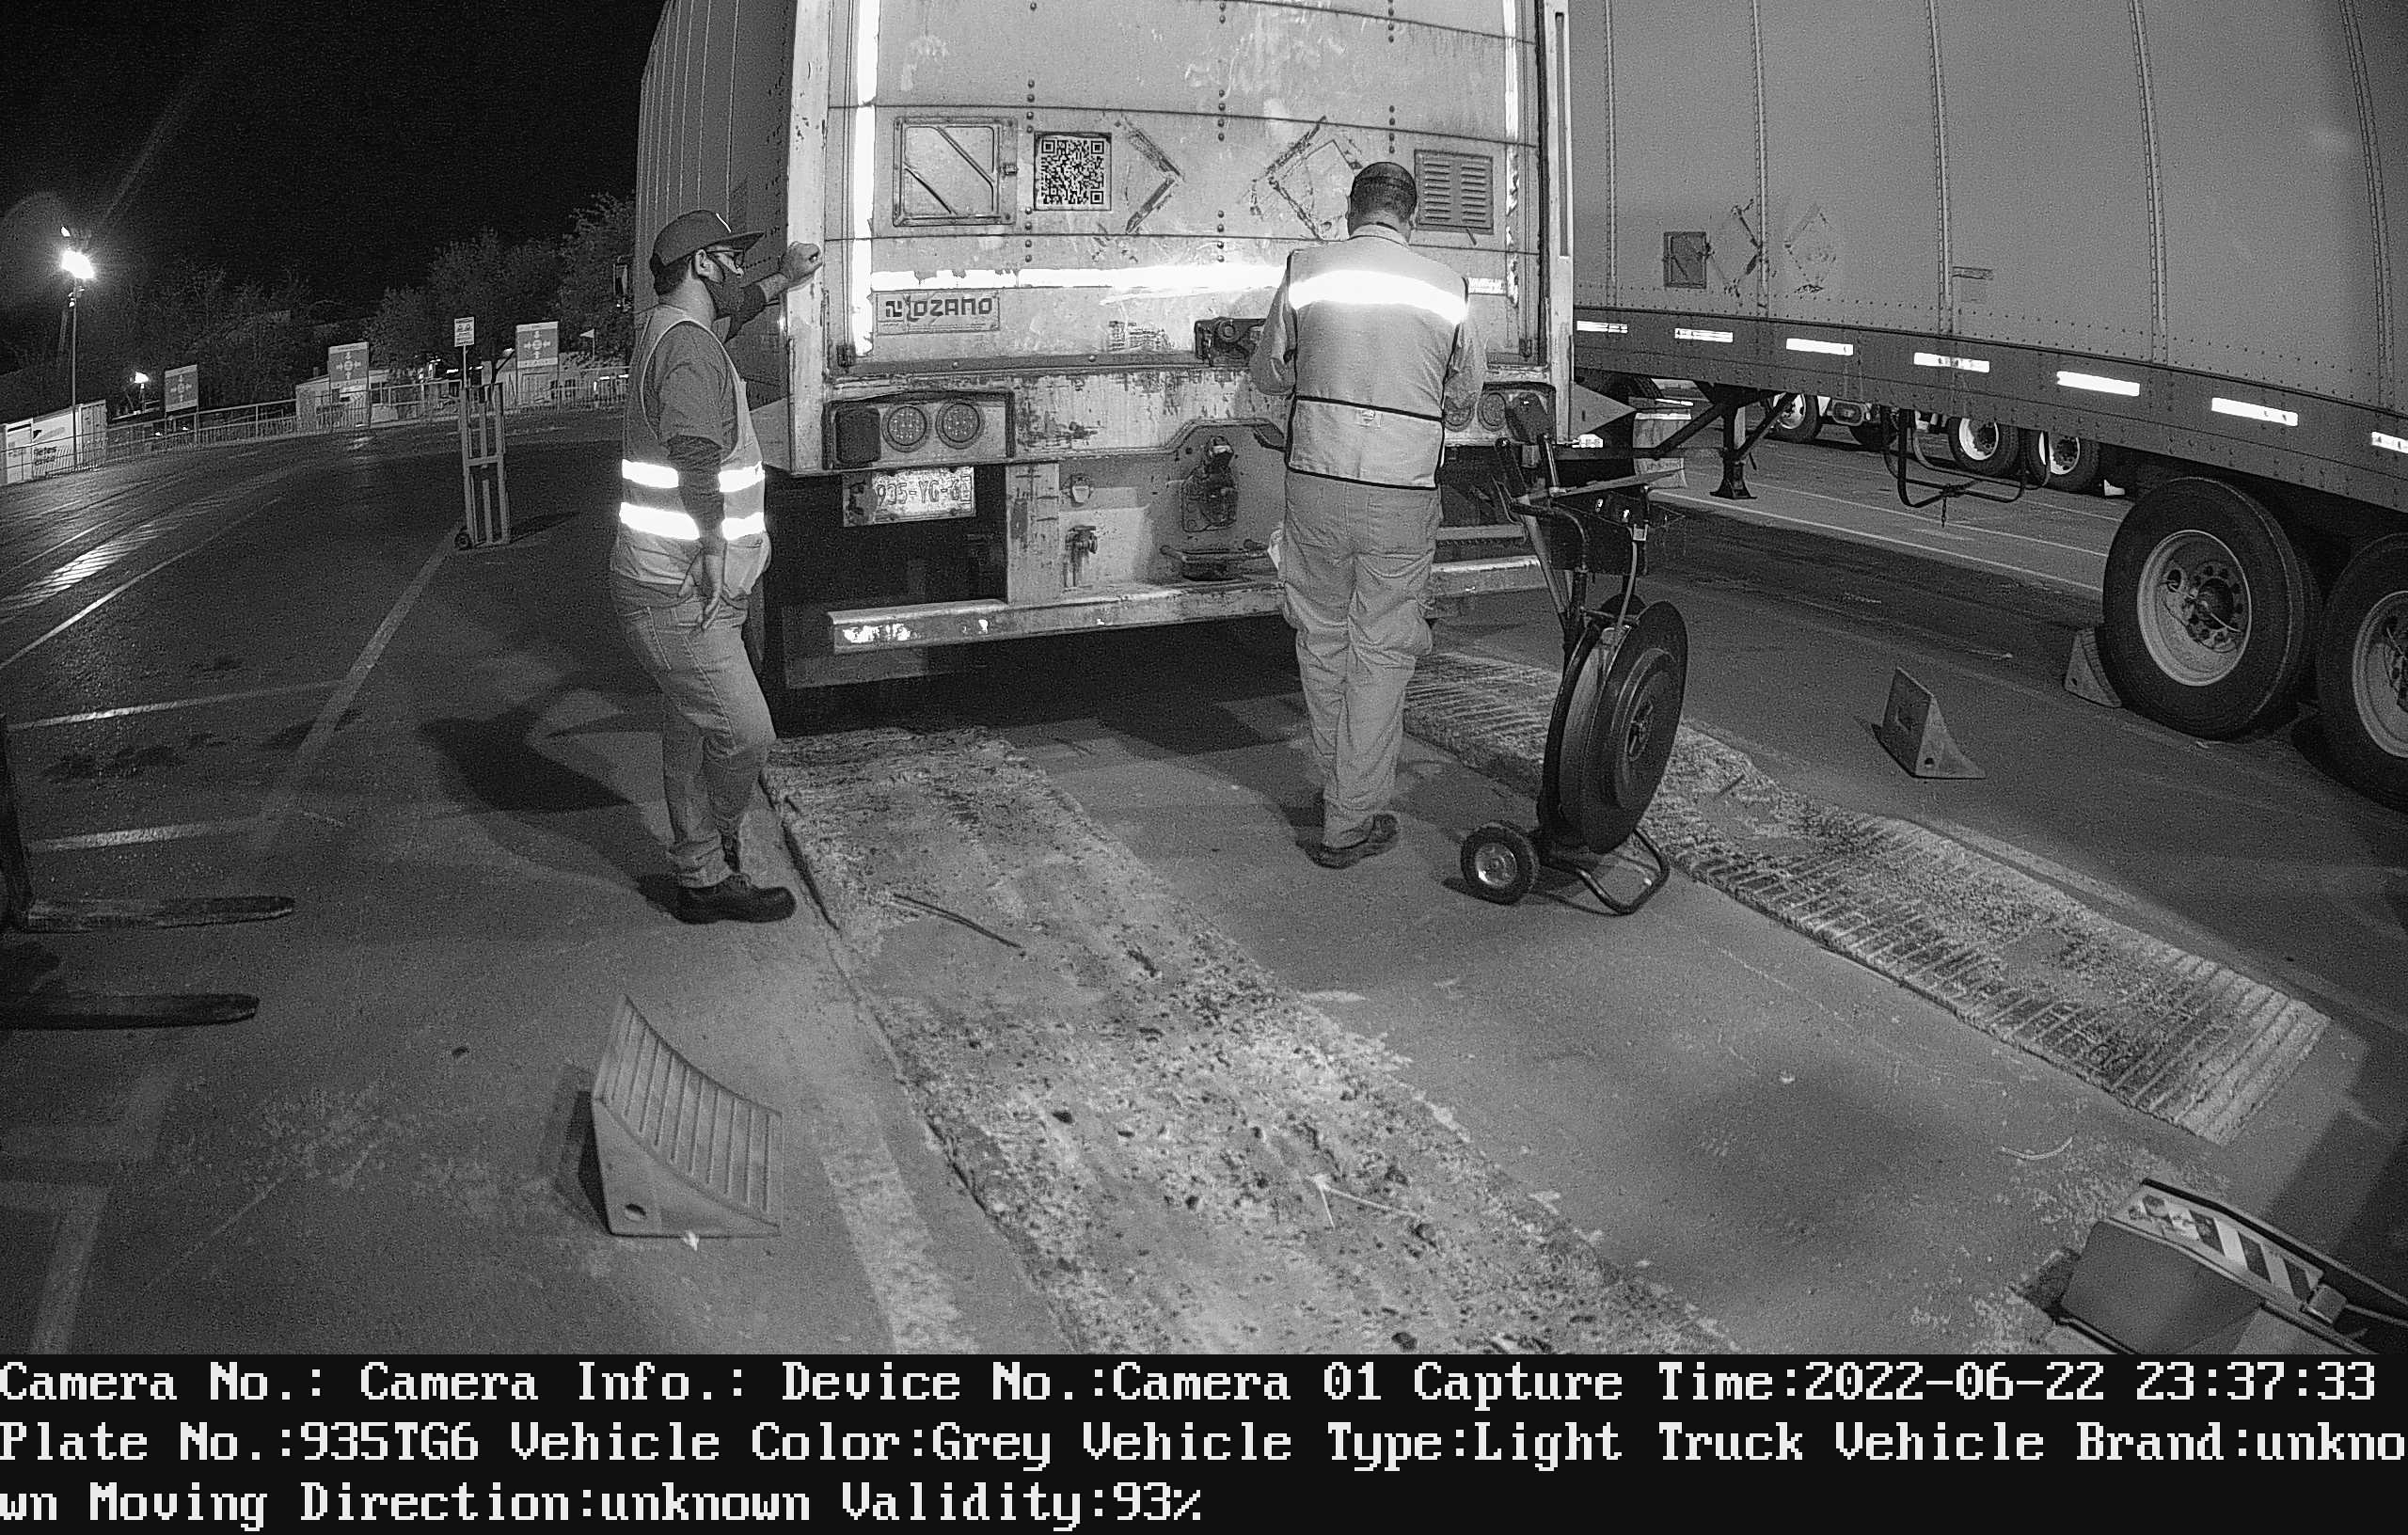 LOZANO
Camera No.: Camera Info.: Device No.:Camera 01 Capture Time:2022-06-22 23:37:33
Plate No.:935TG6 Vehicle Color:Grey Vehicle Type:Light Truck Vehicle Brand:unkno
wn Moving Direction:unknown Validity:93%